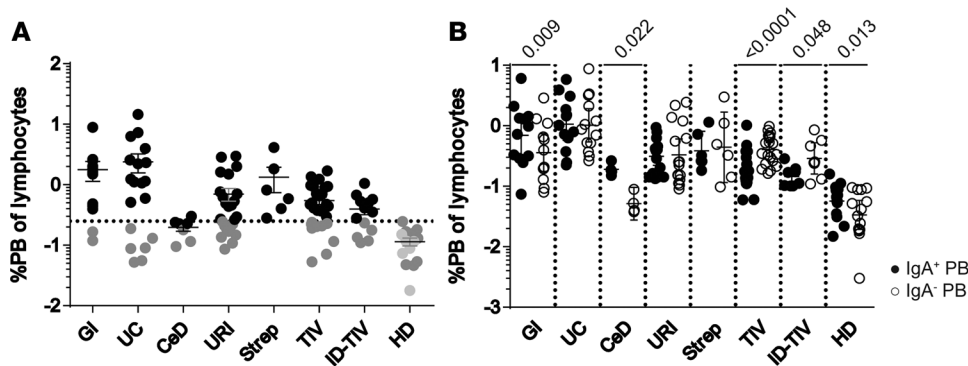 A
%PB of lymphocytes
2
1
0
-1
-2
GI
UC
CeD
URI
Strep
TIV
ID-TIV
HD
B
0.009
0.022
<0.0001
0.048
0.013
%PB of lymphocytes
1
0
-1
-2
-3
GI
UC
CeD
URI
Strep
TIV
ID-TIV
HD
IgA⁺ PB
IgA⁻ PB